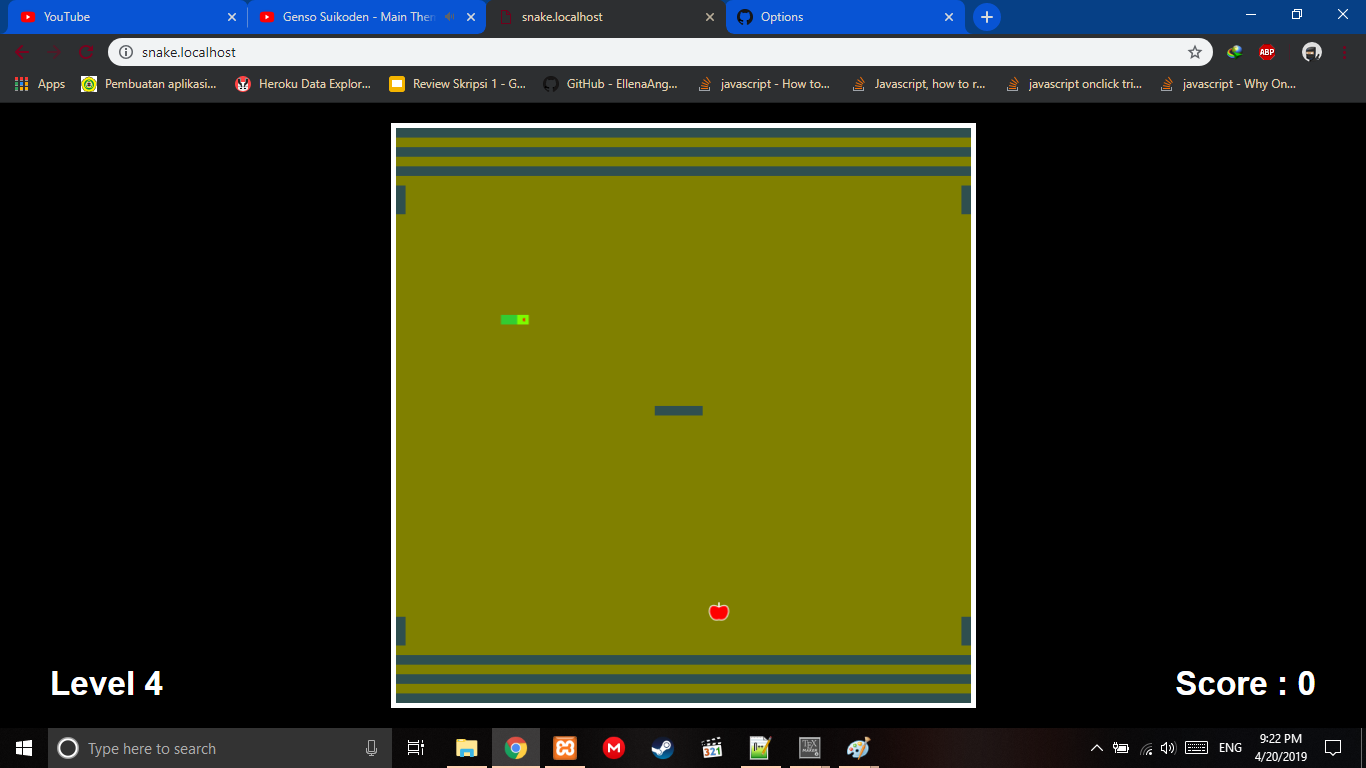 YouTube
Genso Suikoden - Main Then
snake.localhost
Options
snake.localhost
ABP
Apps
Pembuatan aplikasi...
Heroku Data Explor...
Review Skripsi 1 - G...
GitHub - EllenaAng...
javascript - How to...
Javascript, how to r...
javascript onclick tri...
javascript - Why On...
Level 4
Score : 0
Type here to search
321
ENG
9:22 PM
4/20/2019